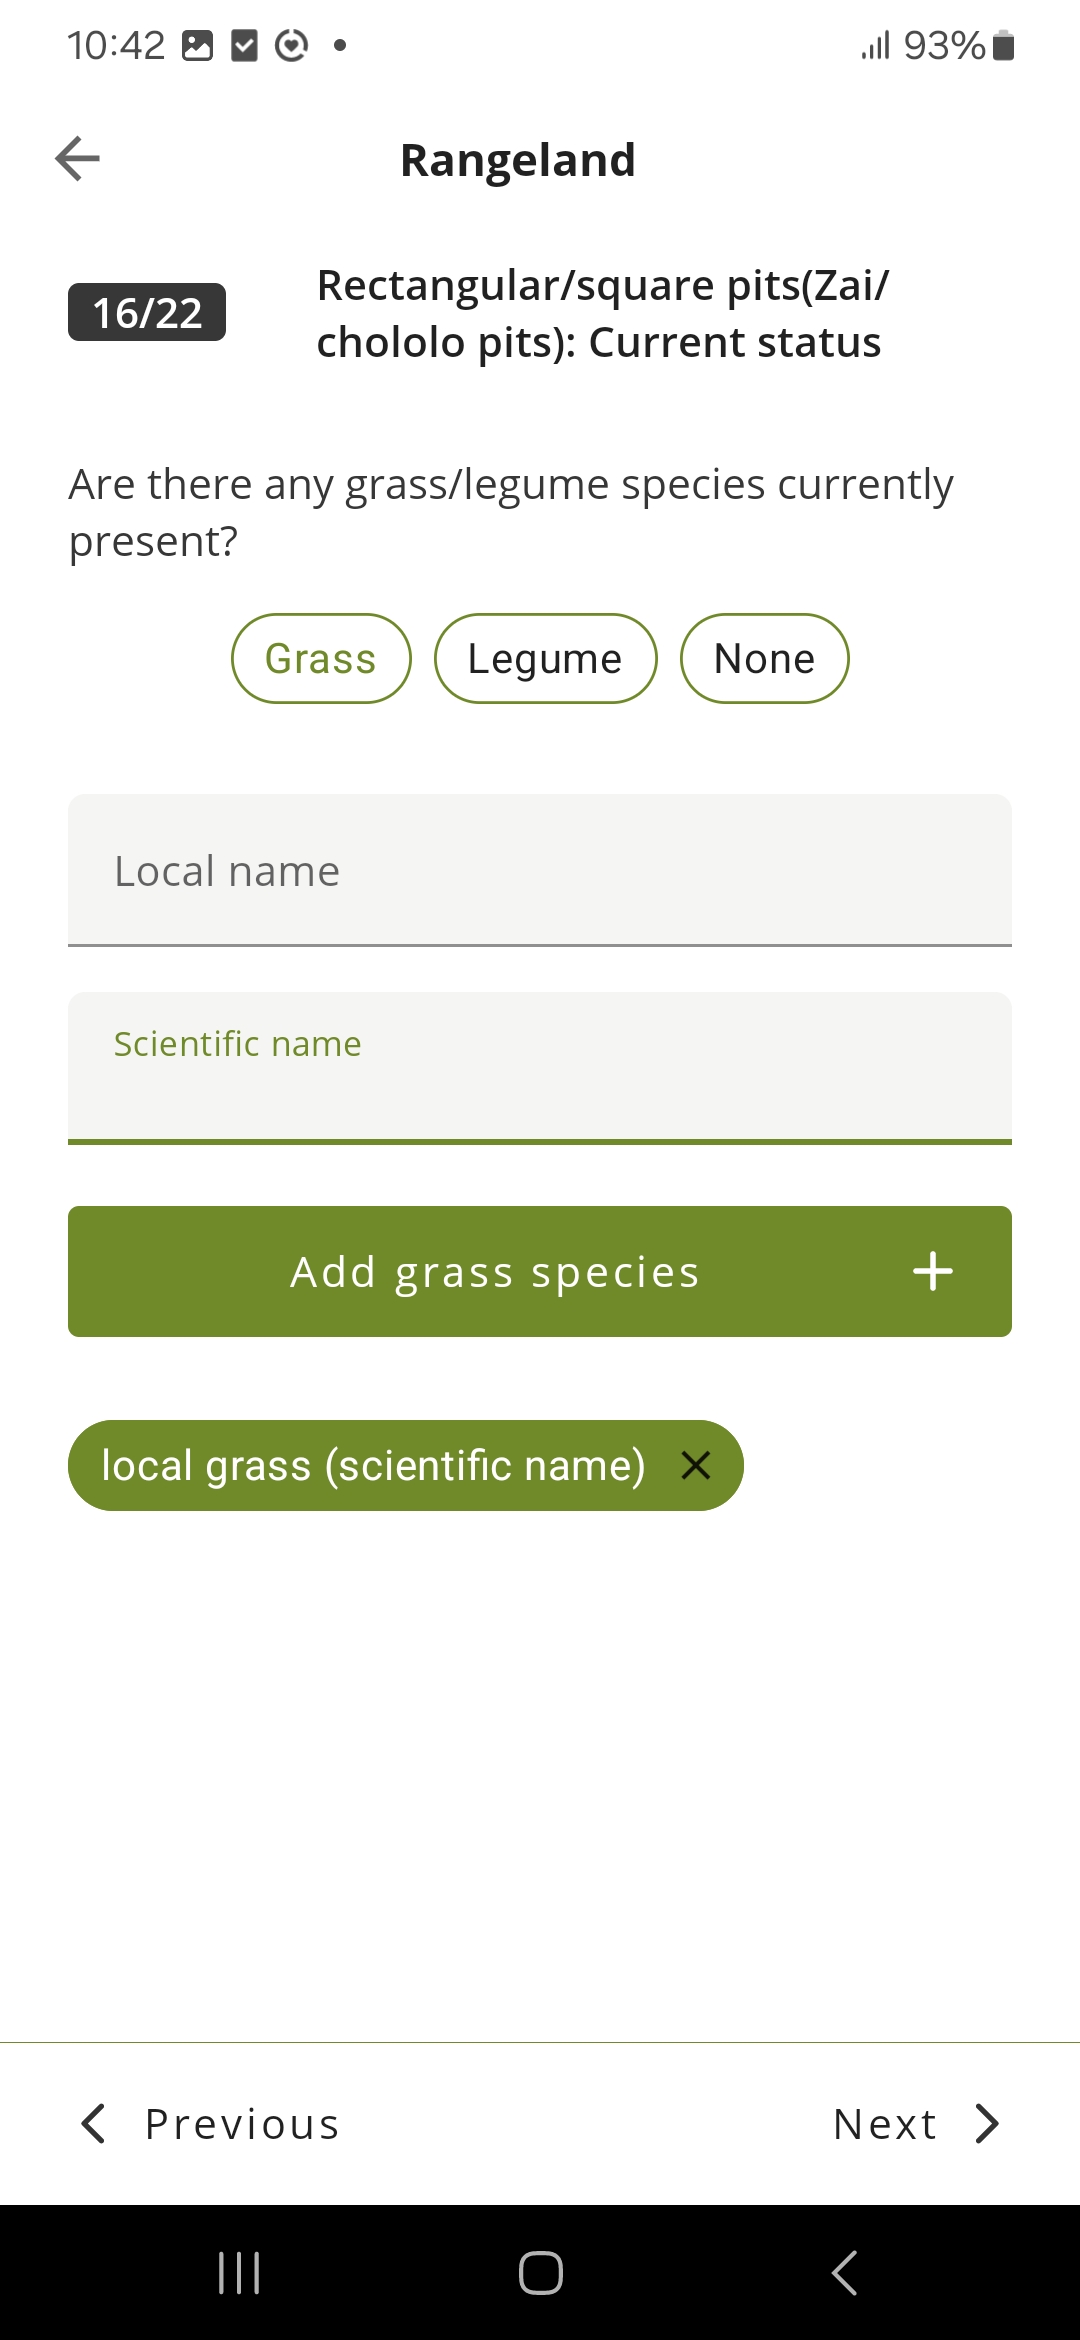 10:42
93%
Rangeland
16/22
Rectangular/square pits(Zai/
chololo pits): Current status
Are there any grass/legume species currently
present?
Grass
Legume
None
Local name
Scientific name
Add grass species
local grass (scientific name)
Previous
Next